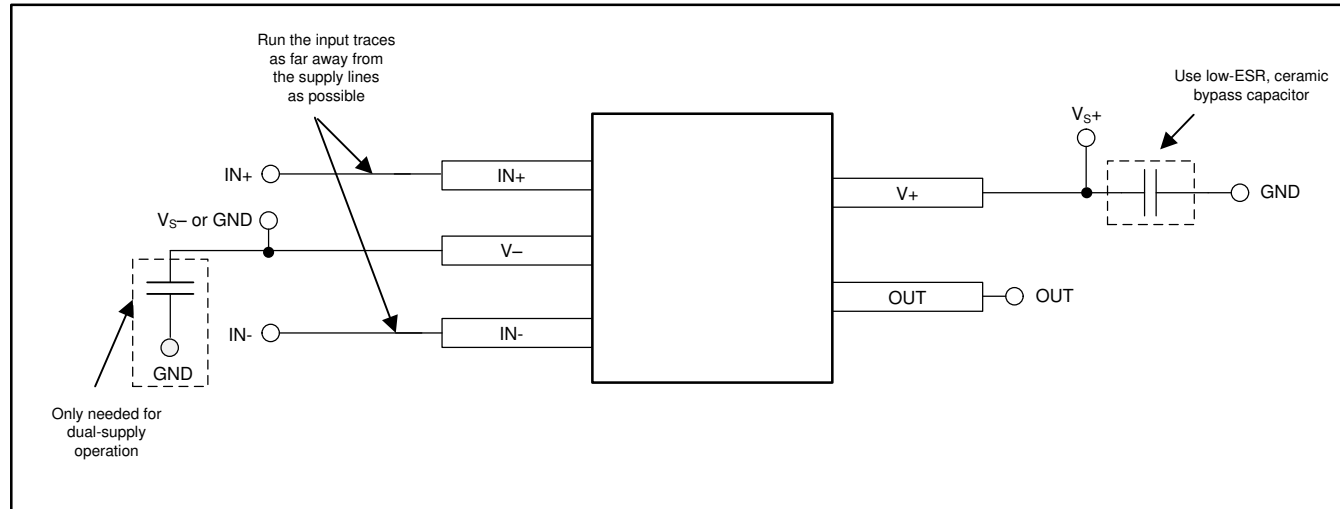 Run the input traces
as far away from
the supply lines
as possible
Use low-ESR, ceramic
bypass capacitor
VS+
IN+
IN+
V+
GND
VS– or GND
V–
OUT
OUT
IN-
IN-
GND
Only needed for
dual-supply
operation